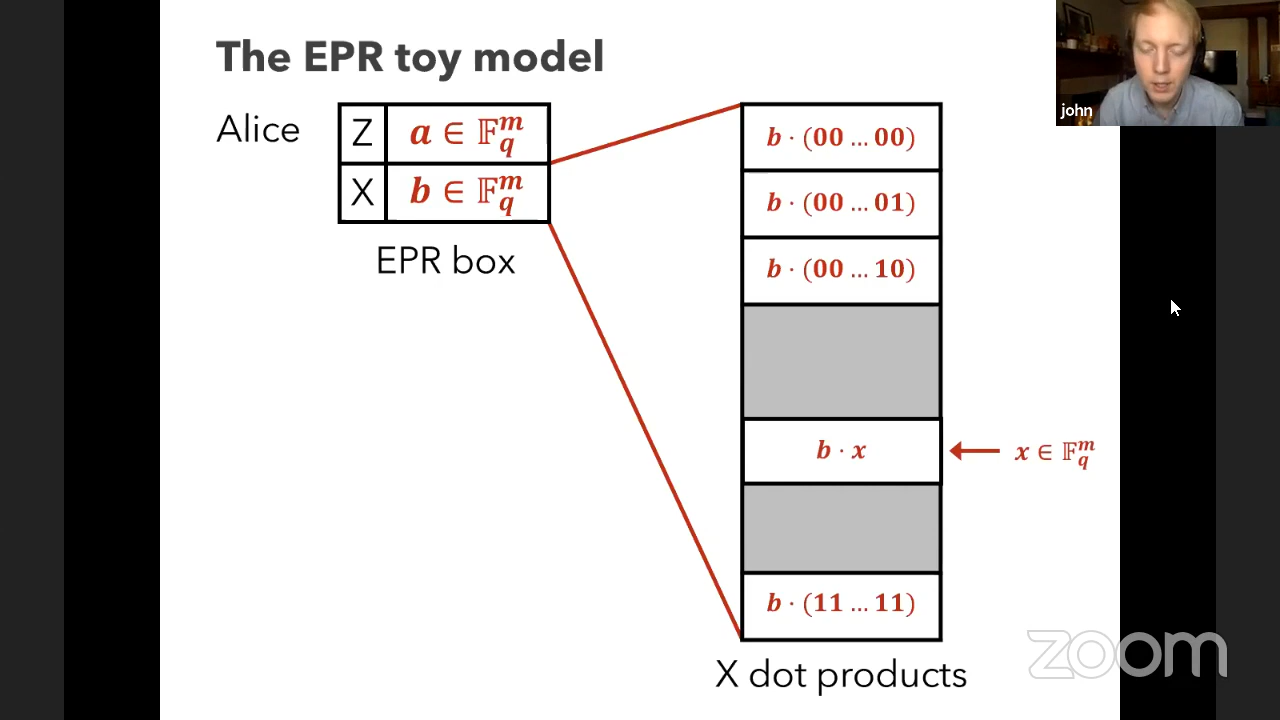 The EPR toy model
john
Alice
Z
a ∈ 𝔽_q^m
X
b ∈ 𝔽_q^m
EPR box
b · (00 ... 00)
b · (00 ... 01)
b · (00 ... 10)
b · x
x ∈ 𝔽_q^m
b · (11 ... 11)
X dot products
zoom